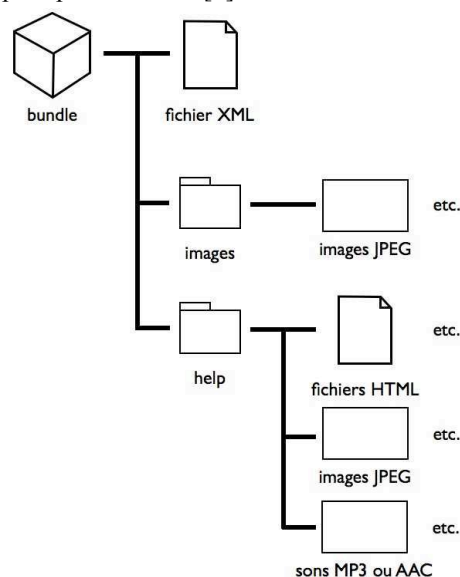 bundle
fichier XML
images
images JPEG
etc.
help
fichiers HTML
etc.
images JPEG
etc.
sons MP3 ou AAC
etc.